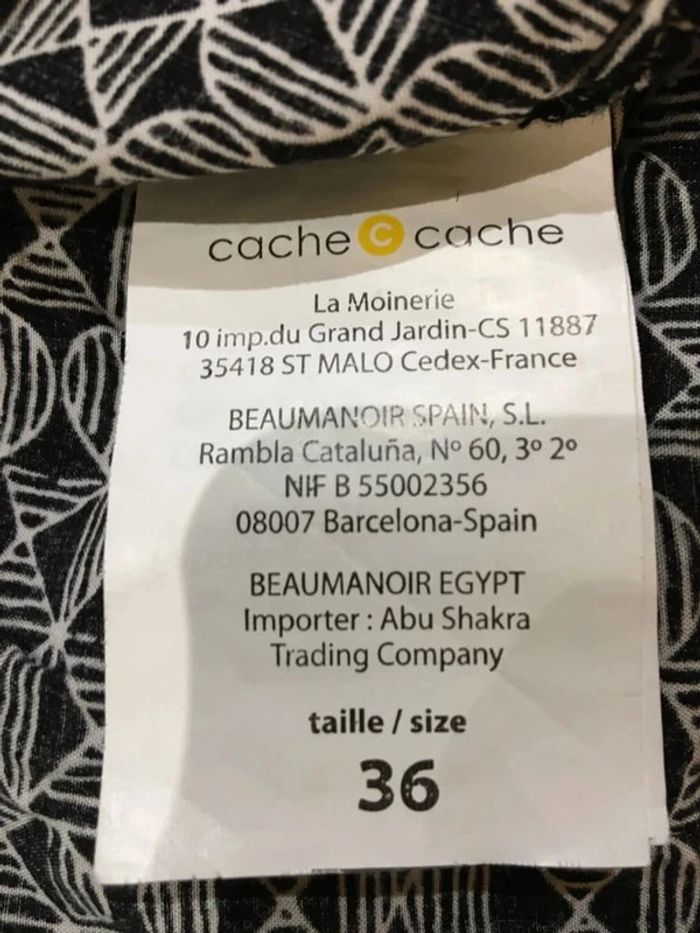 cache c cache
La Moinerie
10 imp.du Grand Jardin-CS 11887
35418 ST MALO Cedex-France
BEAUMANOIR SPAIN, S.L.
Rambla Cataluña, Nº 60, 3º 2º
NIF B 55002356
08007 Barcelona-Spain
BEAUMANOIR EGYPT
Importer : Abu Shakra
Trading Company
taille / size
36